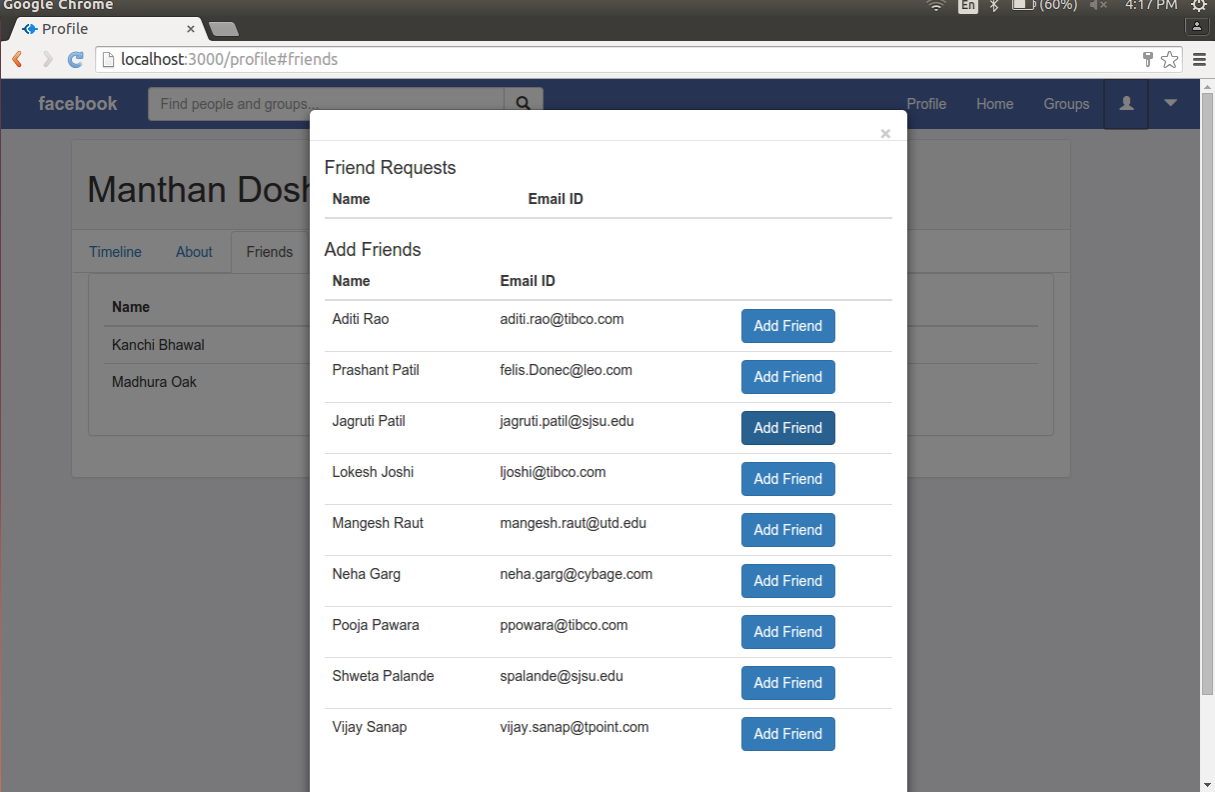 Google Chrome En (60%) 4:17 PM
Profile ×
localhost:3000/profile#friends
facebook Find people and groups... Profile Home Groups
×
Manthan Dosh
Timeline About Friends
Name
Kanchi Bhawal
Madhura Oak
Friend Requests
Name Email ID
Add Friends
Name Email ID
Aditi Rao aditi.rao@tibco.com Add Friend
Prashant Patil felis.Donec@leo.com Add Friend
Jagruti Patil jagruti.patil@sjsu.edu Add Friend
Lokesh Joshi ljoshi@tibco.com Add Friend
Mangesh Raut mangesh.raut@utd.edu Add Friend
Neha Garg neha.garg@cybage.com Add Friend
Pooja Pawara ppowara@tibco.com Add Friend
Shweta Palande spalande@sjsu.edu Add Friend
Vijay Sanap vijay.sanap@tpoint.com Add Friend